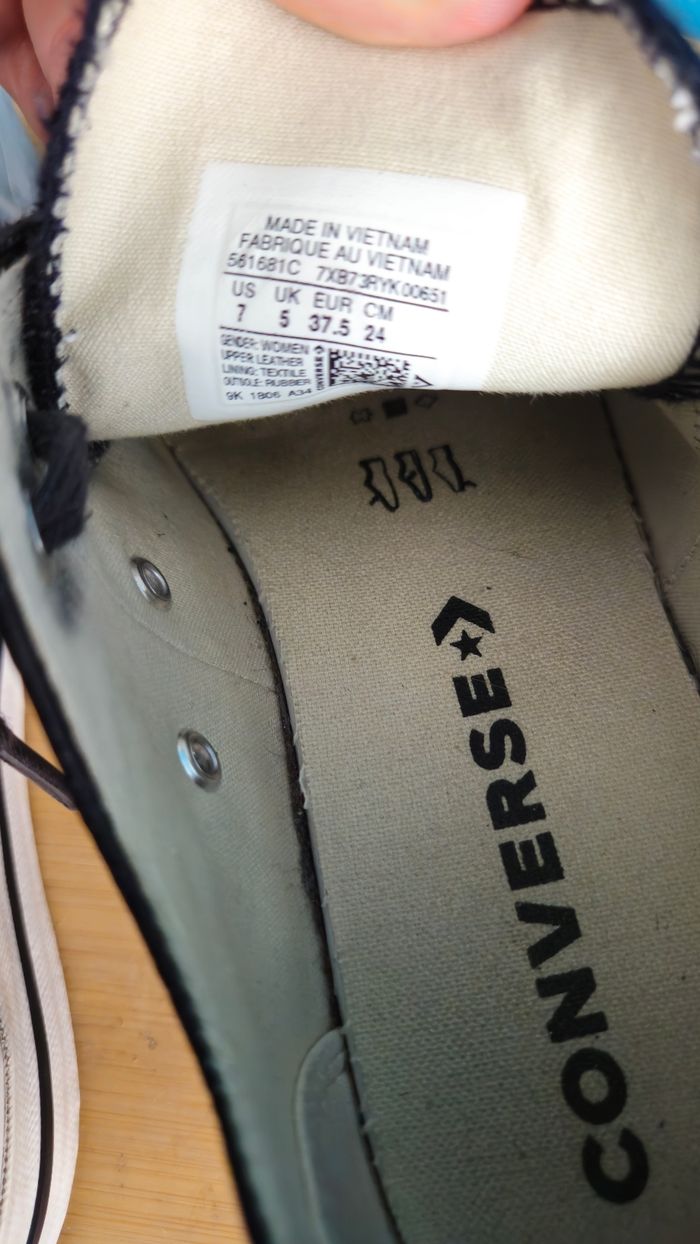 MADE IN VIETNAM
FABRIQUE AU VIETNAM
561681C 7XB73RYK00651
US UK EUR CM
7 5 37.5 24
GENDER: WOMEN
UPPER: LEATHER
LINING: TEXTILE
OUTSOLE: RUBBER
9K 1806 A34
CONVERSE
CONVERSE